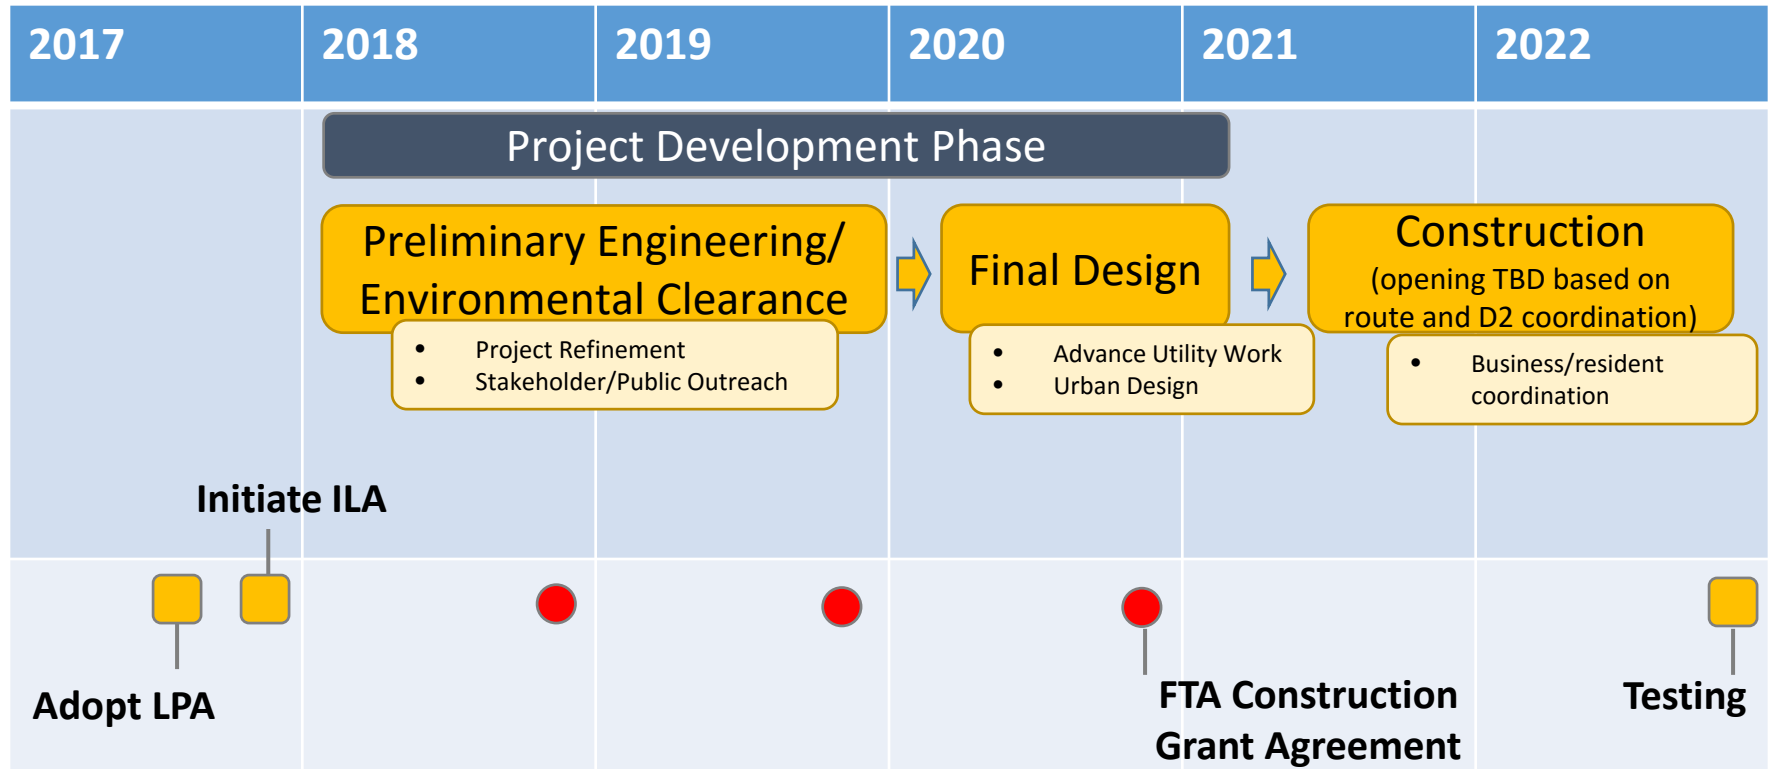 2017 2018 2019 2020 2021 2022
Project Development Phase
Preliminary Engineering/
Environmental Clearance
• Project Refinement
• Stakeholder/Public Outreach
Final Design
• Advance Utility Work
• Urban Design
Construction
(opening TBD based on
route and D2 coordination)
• Business/resident
coordination
Initiate ILA
Adopt LPA
FTA Construction
Grant Agreement
Testing